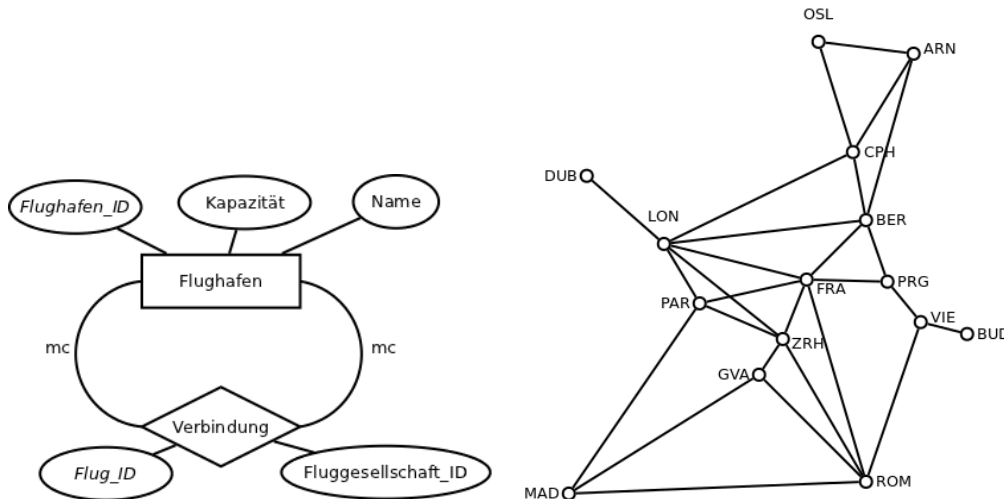 Flughafen_ID
Kapazität
Name
Flughafen
mc
mc
Verbindung
Flug_ID
Fluggesellschaft_ID
OSL
ARN
CPH
DUB
LON
BER
FRA
PRG
PAR
VIE
BUD
ZRH
GVA
MAD
ROM